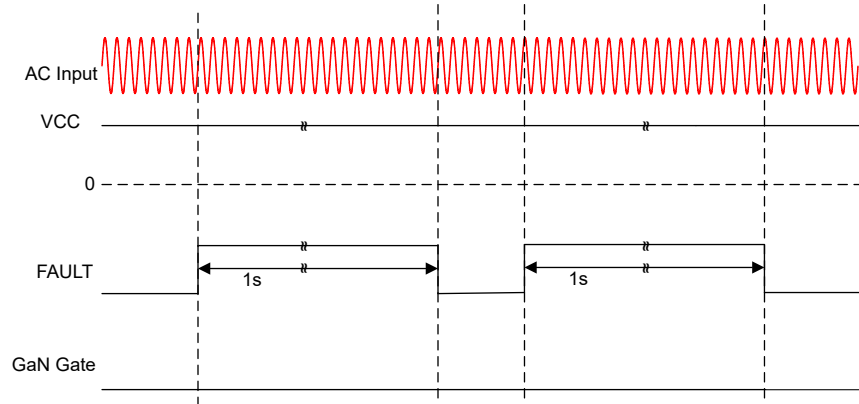 AC Input
VCC
0
FAULT
1s
1s
GaN Gate